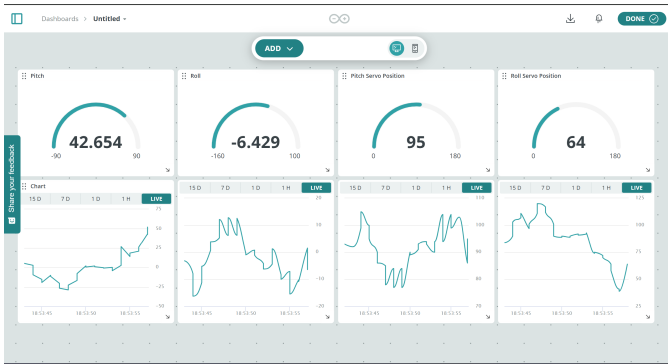 Dashboards > Untitled
DONE
ADD
Share your feedback
Pitch
42.654
-90 90
Roll
-6.429
-160 100
Pitch Servo Position
95
0 180
Roll Servo Position
64
0 180
Chart
15 D 7 D 1 D 1 H LIVE
75
50
25
0
-25
-50
18:53:45 18:53:50 18:53:55
15 D 7 D 1 D 1 H LIVE
20
10
0
-10
-20
18:53:45 18:53:50 18:53:55
15 D 7 D 1 D 1 H LIVE
110
100
90
80
70
18:53:45 18:53:50 18:53:55
15 D 7 D 1 D 1 H LIVE
125
100
75
50
25
18:53:45 18:53:50 18:53:55